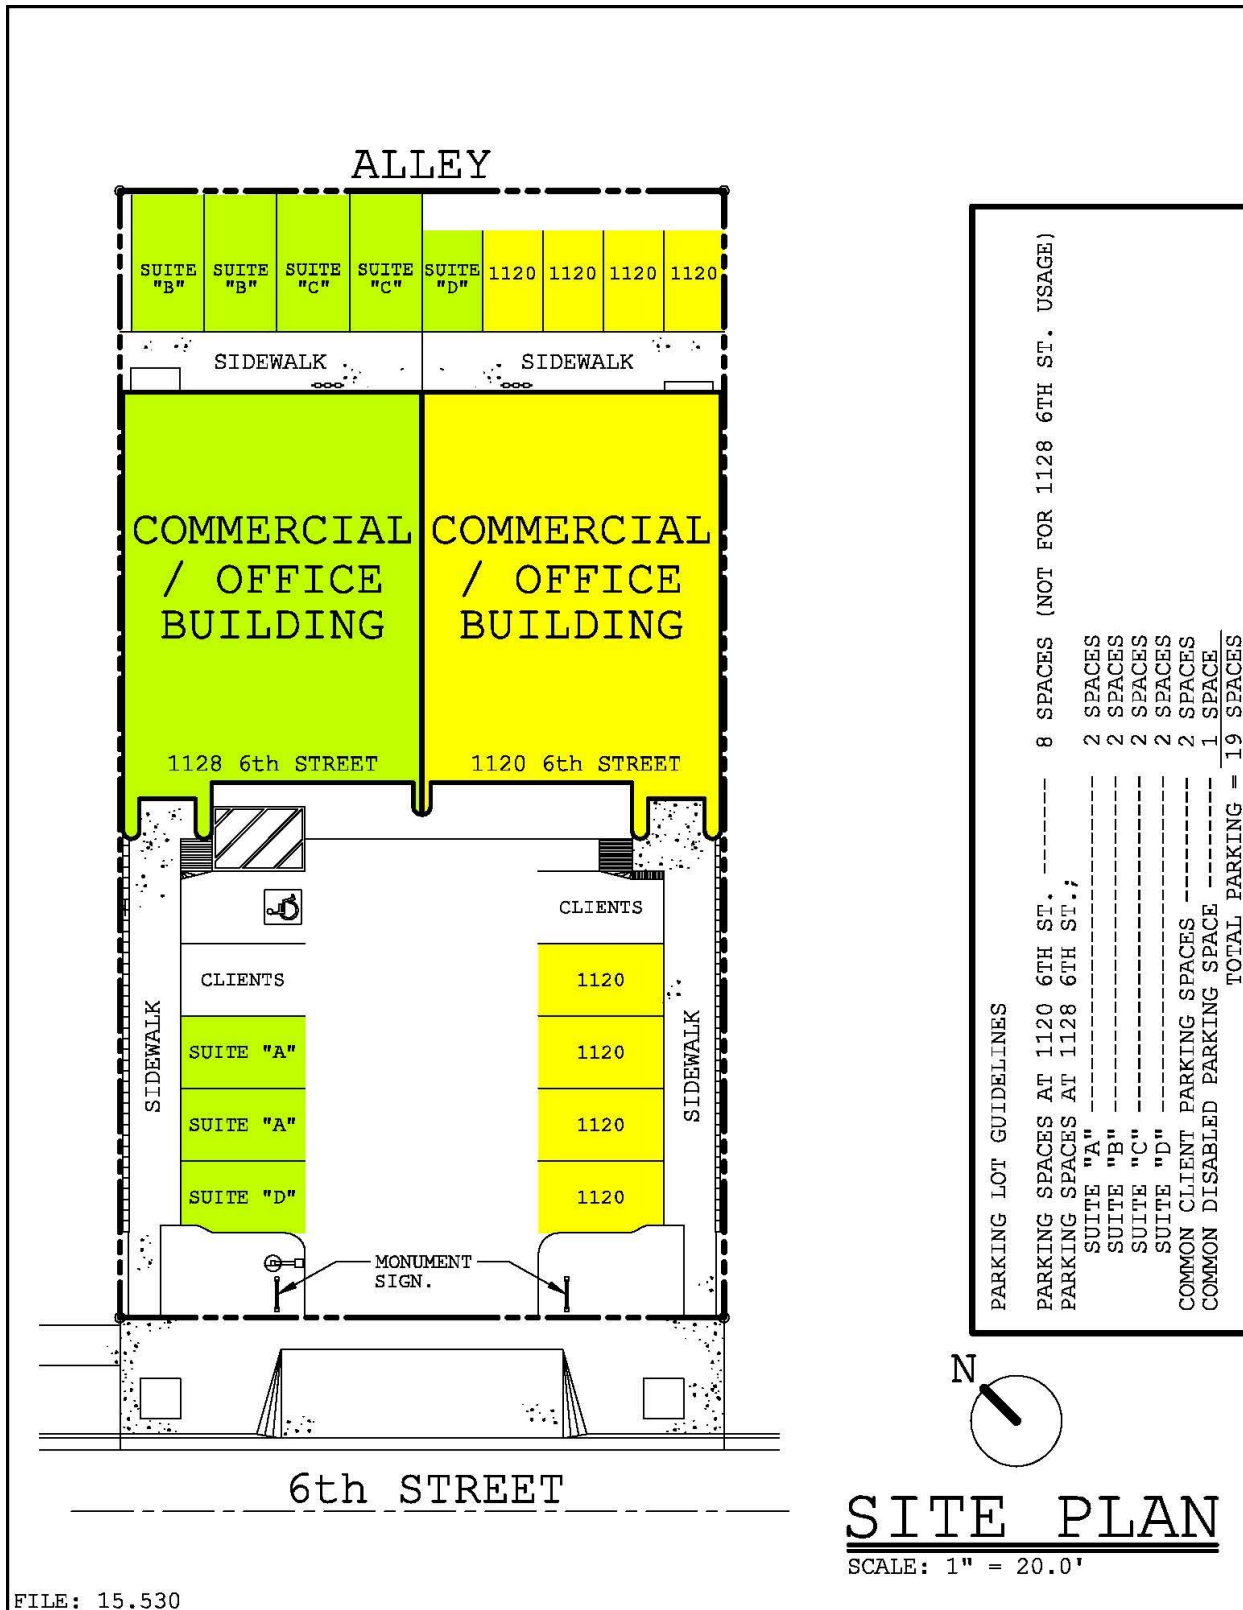 ALLEY
SUITE "B"
SUITE "B"
SUITE "C"
SUITE "C"
SUITE "D"
1120
1120
1120
1120
SIDEWALK
SIDEWALK
COMMERCIAL
/ OFFICE
BUILDING
1128 6th STREET
COMMERCIAL
/ OFFICE
BUILDING
1120 6th STREET
CLIENTS
CLIENTS
1120
SUITE "A"
1120
SUITE "A"
1120
SUITE "D"
1120
SIDEWALK
SIDEWALK
MONUMENT
SIGN.
6th STREET
PARKING LOT GUIDELINES
PARKING SPACES AT 1120 6TH ST. -------- 8 SPACES (NOT FOR 1128 6TH ST. USAGE)
PARKING SPACES AT 1128 6TH ST.;
SUITE "A" ---------------------------- 2 SPACES
SUITE "B" ---------------------------- 2 SPACES
SUITE "C" ---------------------------- 2 SPACES
SUITE "D" ---------------------------- 2 SPACES
COMMON CLIENT PARKING SPACES ---------- 2 SPACES
COMMON DISABLED PARKING SPACE --------- 1 SPACE
TOTAL PARKING = 19 SPACES
N
SITE PLAN
SCALE: 1" = 20.0'
FILE: 15.530